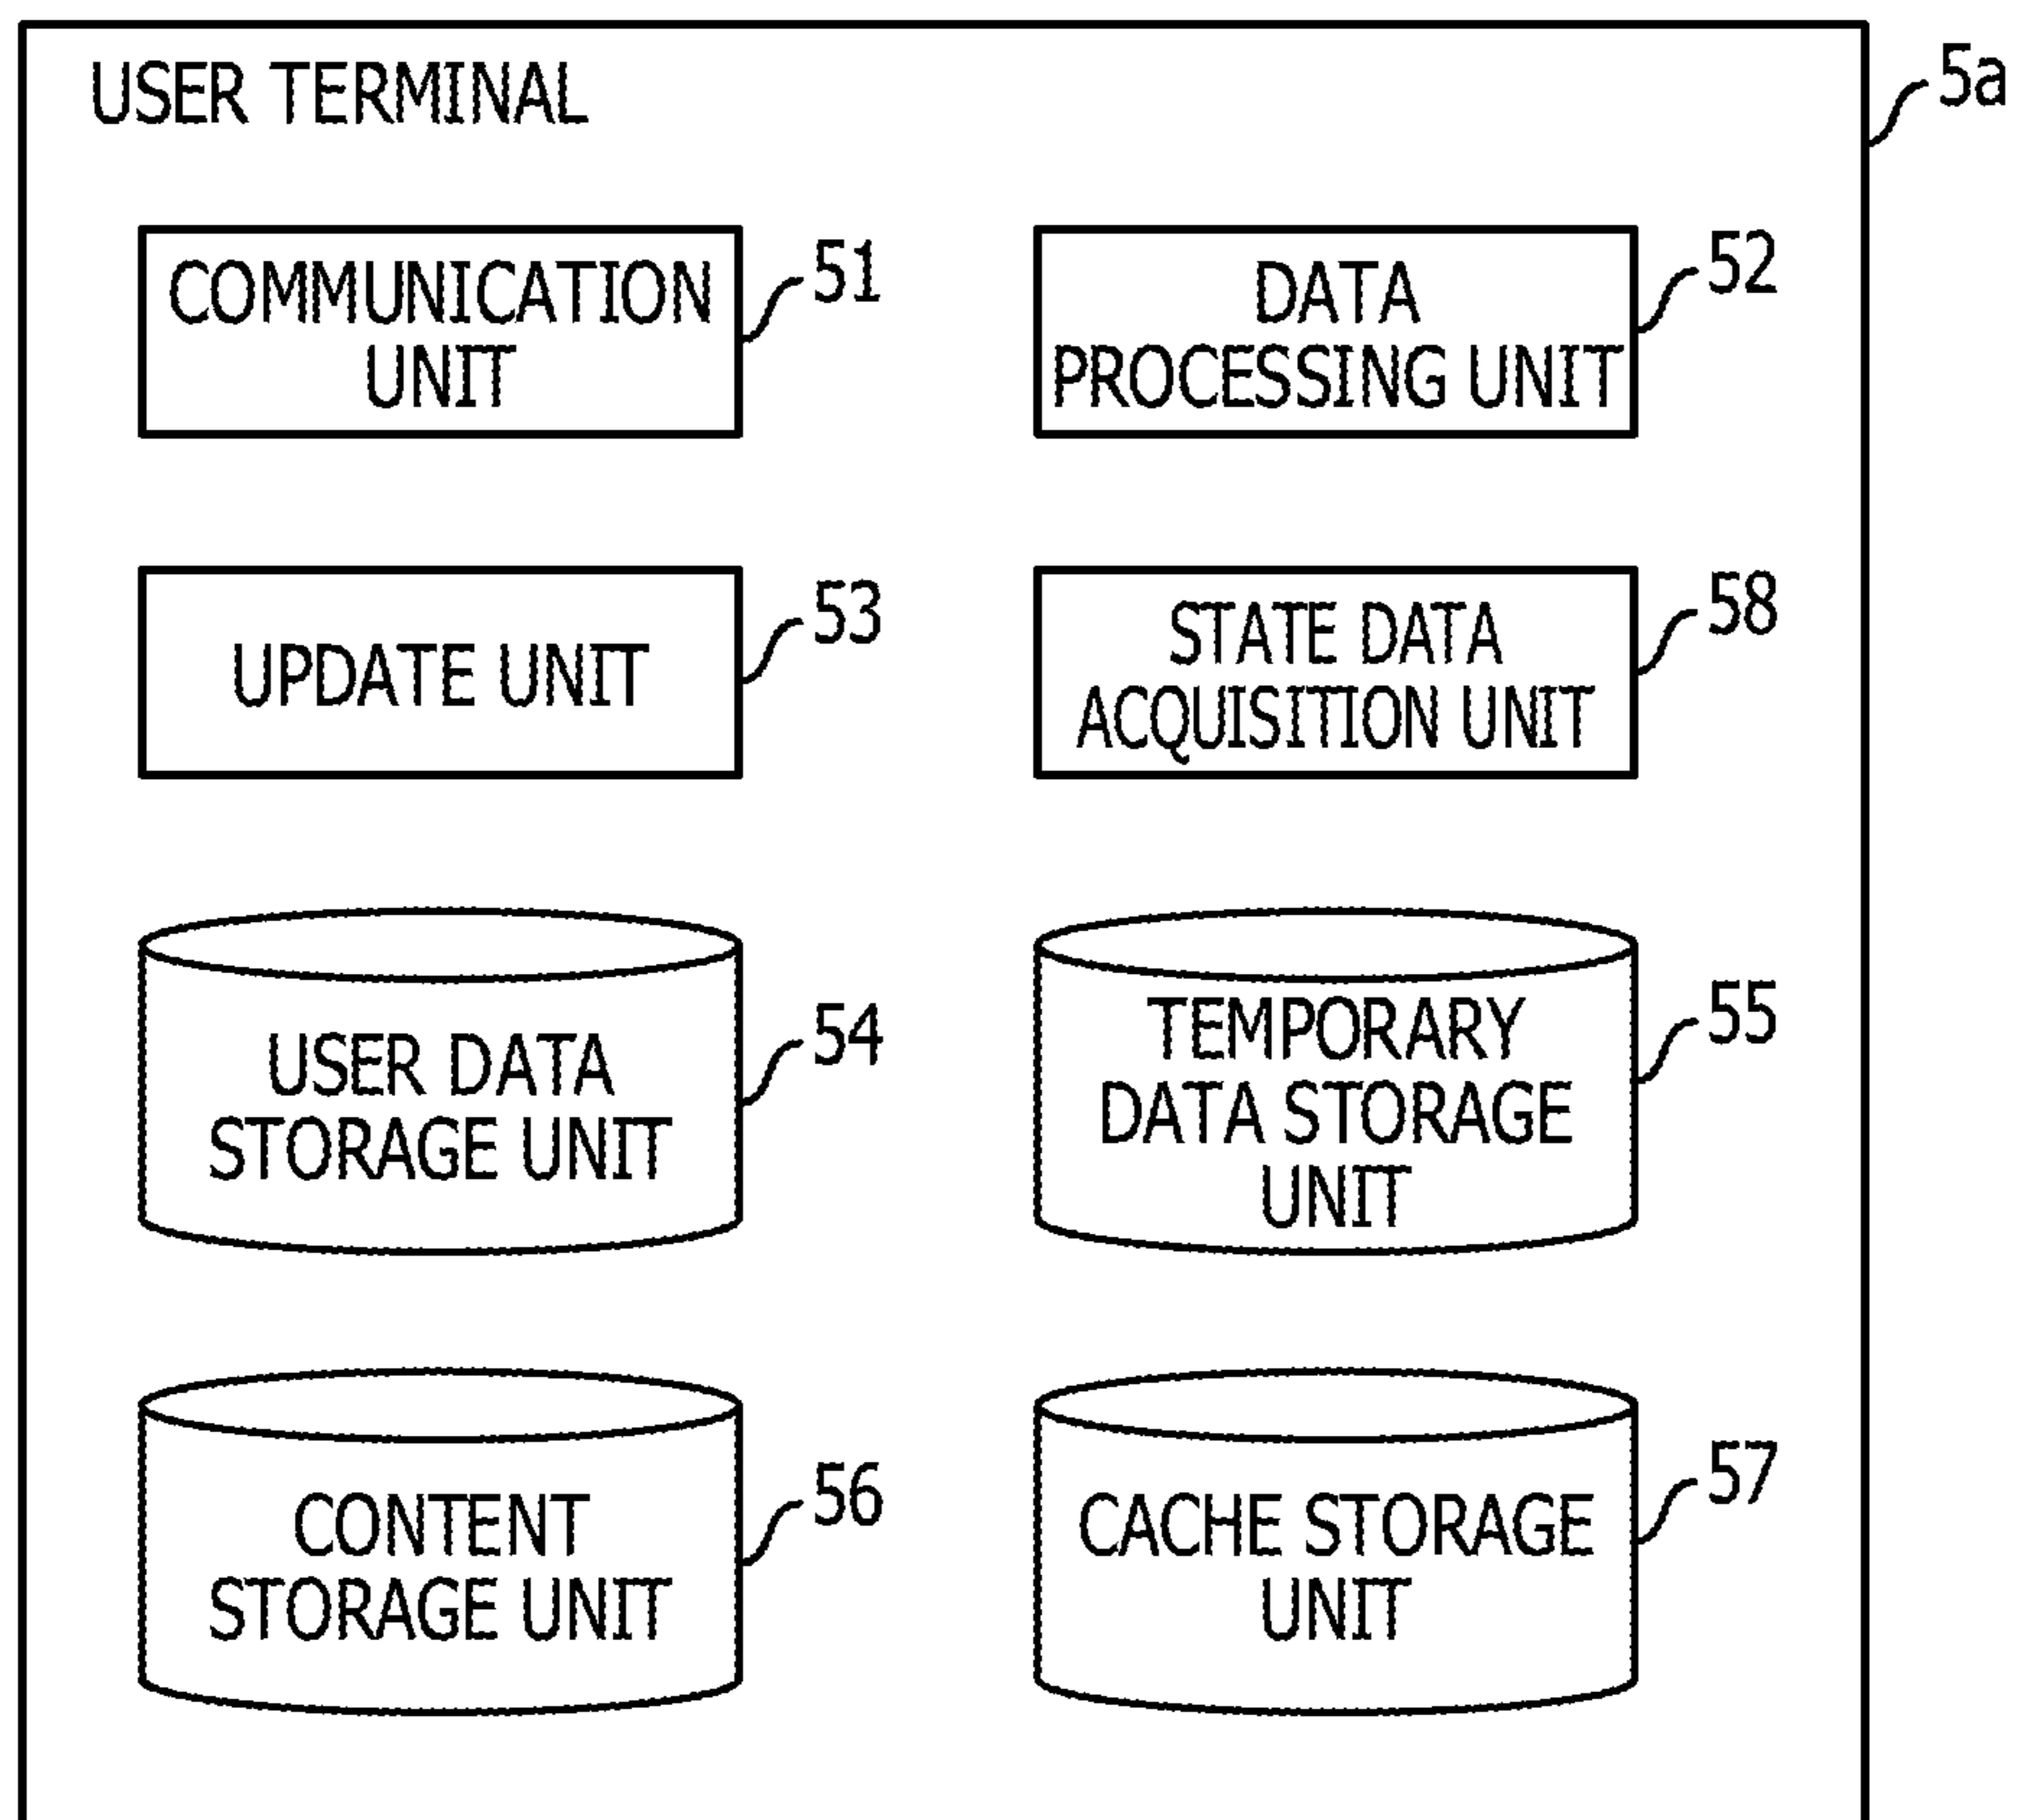 USER TERMINAL
5a
COMMUNICATION
UNIT
51
DATA
PROCESSING UNIT
52
UPDATE UNIT
53
STATE DATA
ACQUISITION UNIT
58
USER DATA
STORAGE UNIT
54
TEMPORARY
DATA STORAGE
UNIT
55
CONTENT
STORAGE UNIT
56
CACHE STORAGE
UNIT
57